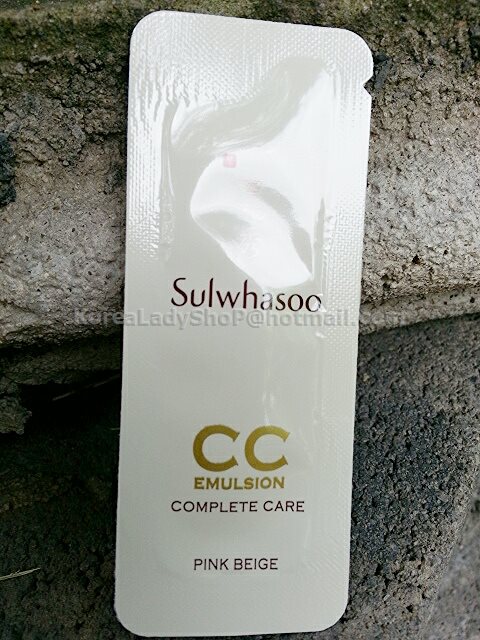 Sulwhasoo
KoreaLadyShoP@hotmail.com
CC
EMULSION
COMPLETE CARE
PINK BEIGE